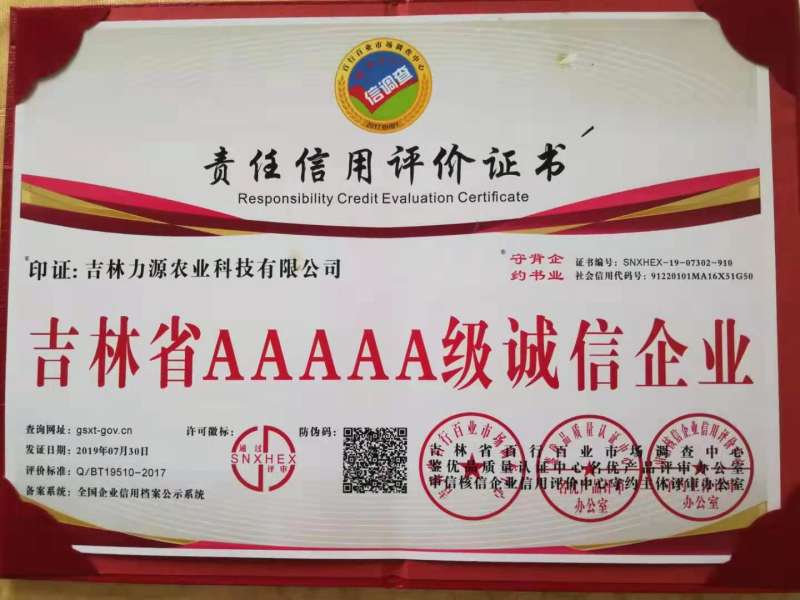 百行百业市场调查中心
信调查
责任信用评价证书
Responsibility Credit Evaluation Certificate
印证: 吉林力源农业科技有限公司
守背企
约书业
证书编号: SNXHEX-19-07302-910
社会信用代码号: 91220101MA16X51G50
吉林省AAAAA级诚信企业
查询网址: gsxt-gov.cn
发证日期: 2019年07月30日
评价标准: Q/BT19510-2017
备案系统: 全国企业信用档案公示系统
许可徽标:
通过
SNXHEX
评审
防伪码:
吉林省百行百业市场调查中心
鉴优品质量认证中心名优产品评审办公室
审信核信企业信用评价中心守约主体评审办公室
办公室
办公室